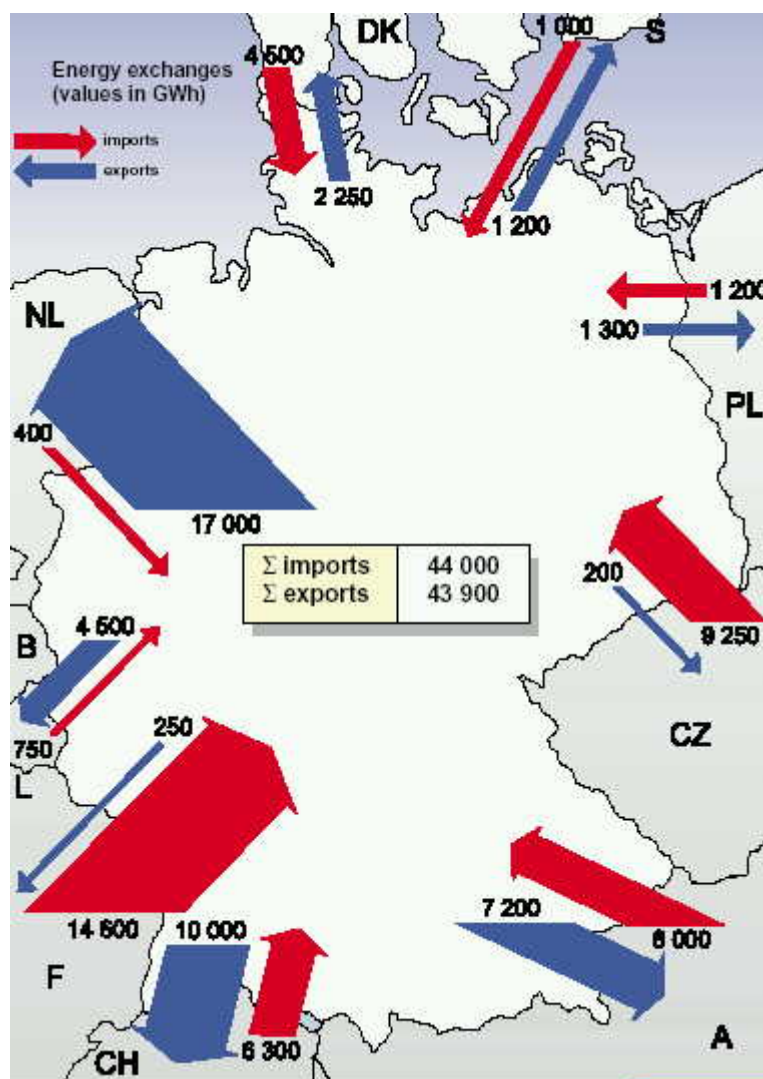 DK
S
1 000
4 500
Energy exchanges
(values in GWh)
imports
exports
2 250
1 200
1 200
NL
1 300
PL
400
17 000
Σ imports 44 000
Σ exports 43 900
200
4 500
B
9 250
250
750
CZ
L
7 200
14 600
10 000
6 000
F
6 300
A
CH